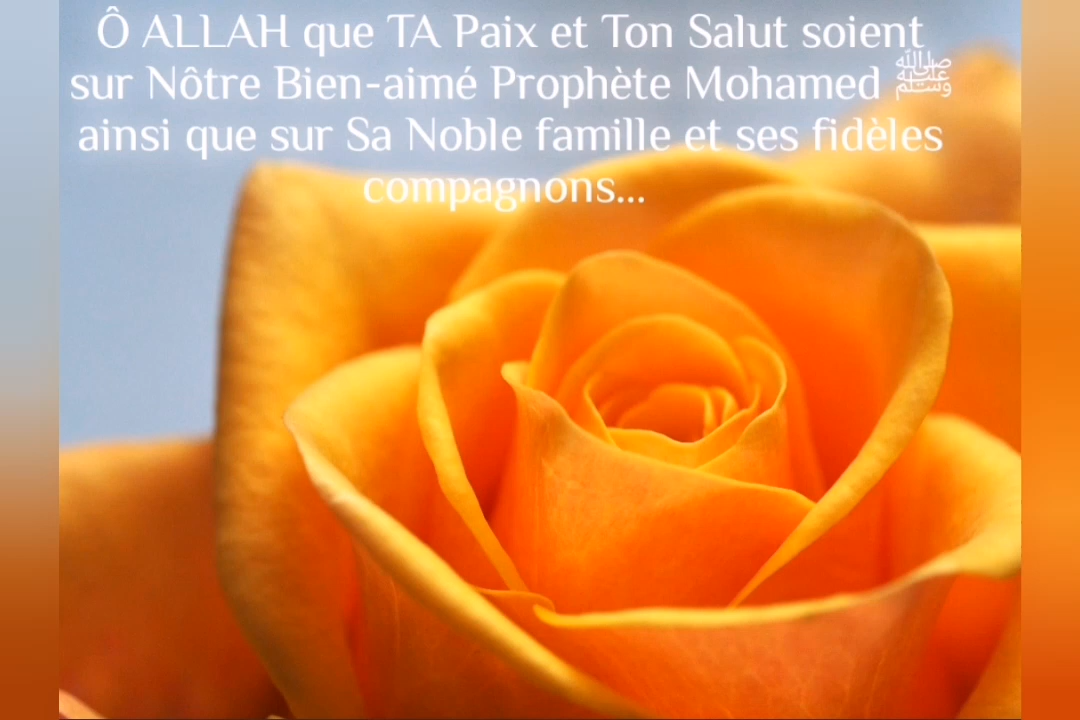 Ô ALLAH que TA Paix et Ton Salut soient
sur Nôtre Bien-aimé Prophète Mohamed ﷺ
ainsi que sur Sa Noble famille et ses fidèles
compagnons...